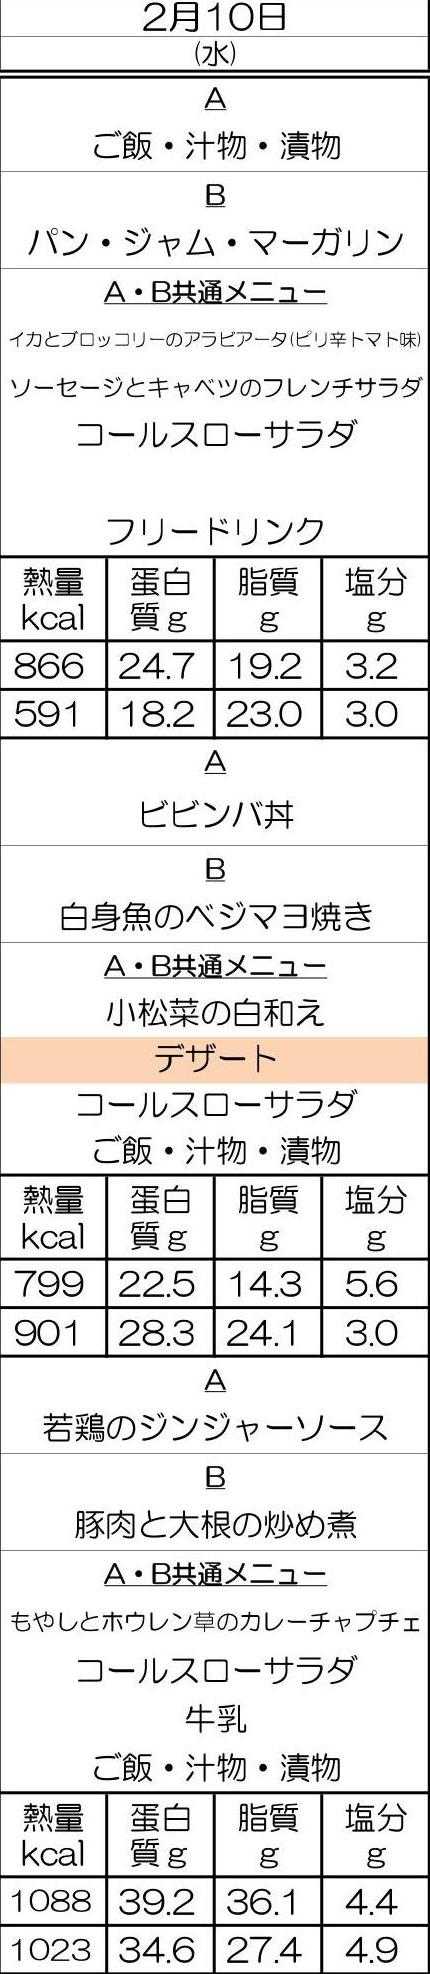 2月10日
(水)
A
ご飯・汁物・漬物
B
パン・ジャム・マーガリン
A・B共通メニュー
イカとブロッコリーのアラビアータ(ピリ辛トマト味)
ソーセージとキャベツのフレンチサラダ
コールスローサラダ
フリードリンク
熱量 蛋白 脂質 塩分
kcal 質g g g
866 24.7 19.2 3.2
591 18.2 23.0 3.0
A
ビビンバ丼
B
白身魚のベジマヨ焼き
A・B共通メニュー
小松菜の白和え
デザート
コールスローサラダ
ご飯・汁物・漬物
熱量 蛋白 脂質 塩分
kcal 質g g g
799 22.5 14.3 5.6
901 28.3 24.1 3.0
A
若鶏のジンジャーソース
B
豚肉と大根の炒め煮
A・B共通メニュー
もやしとホウレン草のカレーチャプチェ
コールスローサラダ
牛乳
ご飯・汁物・漬物
熱量 蛋白 脂質 塩分
kcal 質g g g
1088 39.2 36.1 4.4
1023 34.6 27.4 4.9